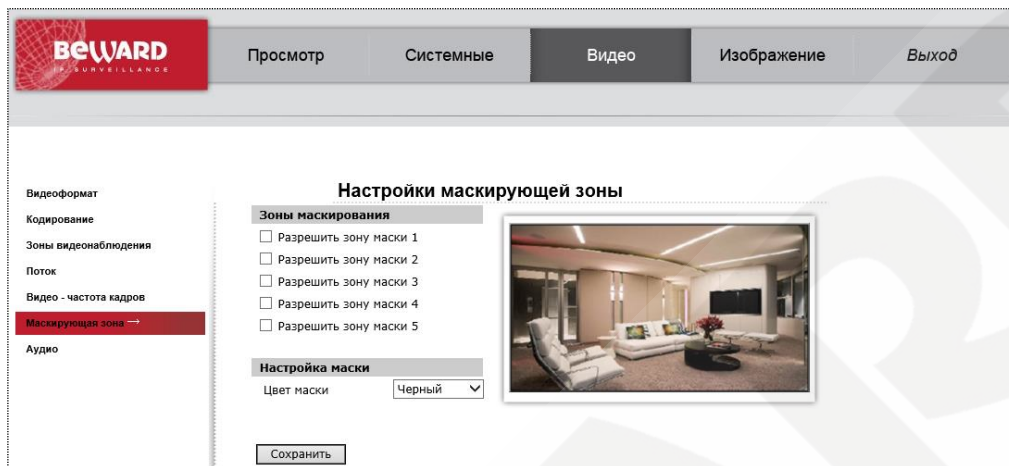 BEWARD
IP SURVEILLANCE
Просмотр
Системные
Видео
Изображение
Выход
Видеоформат
Кодирование
Зоны видеонаблюдения
Поток
Видео - частота кадров
Маскирующая зона →
Аудио
Настройки маскирующей зоны
Зоны маскирования
Разрешить зону маски 1
Разрешить зону маски 2
Разрешить зону маски 3
Разрешить зону маски 4
Разрешить зону маски 5
Настройка маски
Цвет маски Черный
Сохранить